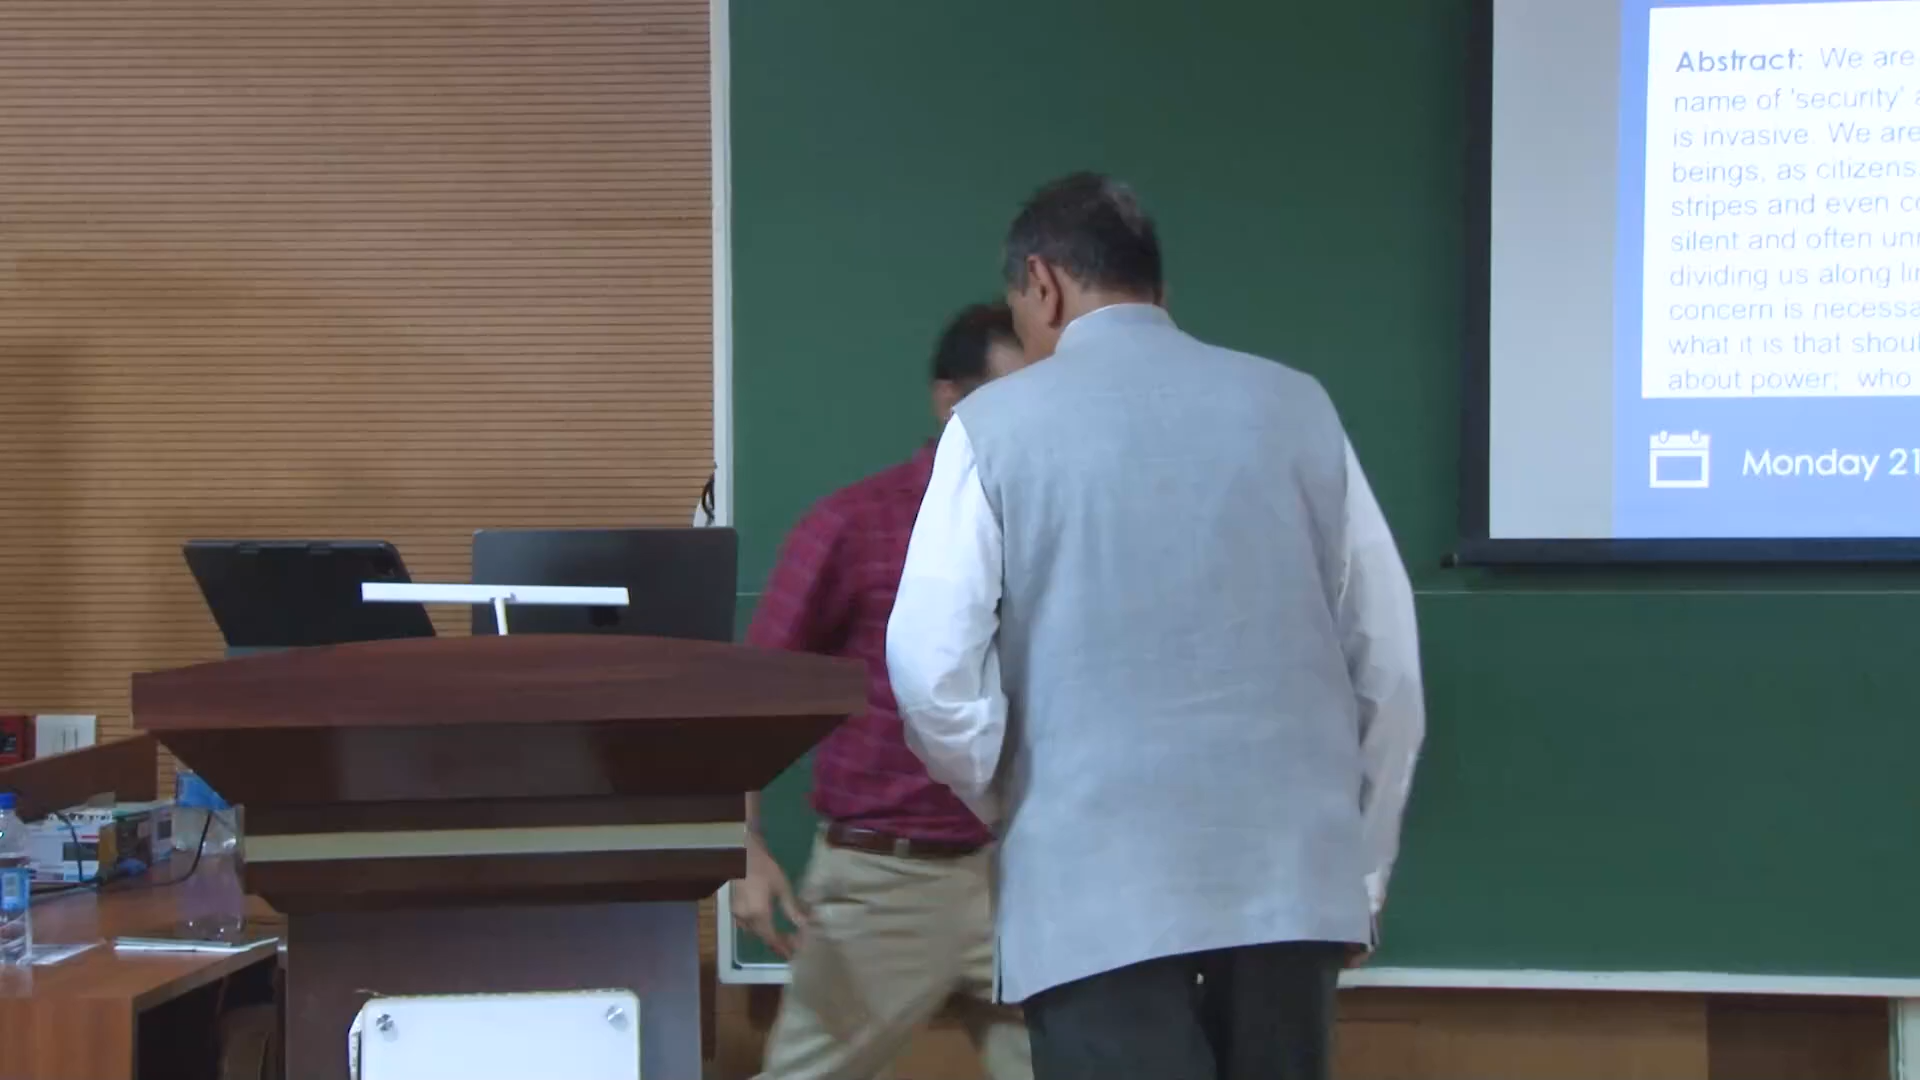 Abstract: We are
name of 'security'
is invasive. We are
beings, as citizens
stripes and even
silent and often
dividing us along
concern is
what it is that
about power; who
Monday 21